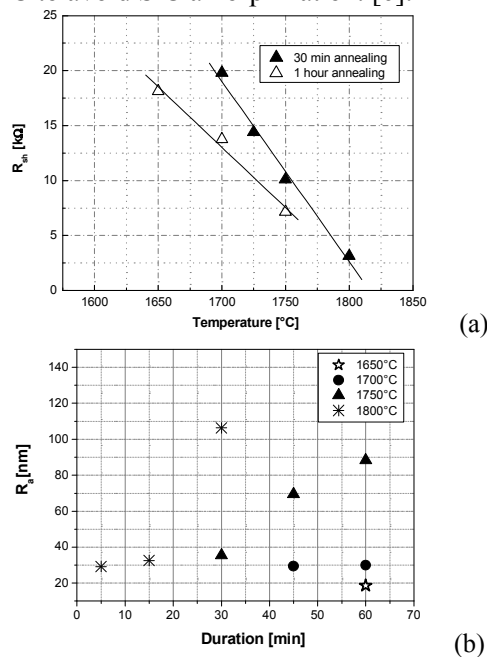 25
20
15
10
5
0
R_sh [kΩ]
30 min annealing
1 hour annealing
1600 1650 1700 1750 1800 1850
Temperature [°C]
(a)
140
120
100
80
60
40
20
R_a [nm]
1650°C
1700°C
1750°C
1800°C
0 10 20 30 40 50 60 70
Duration [min]
(b)